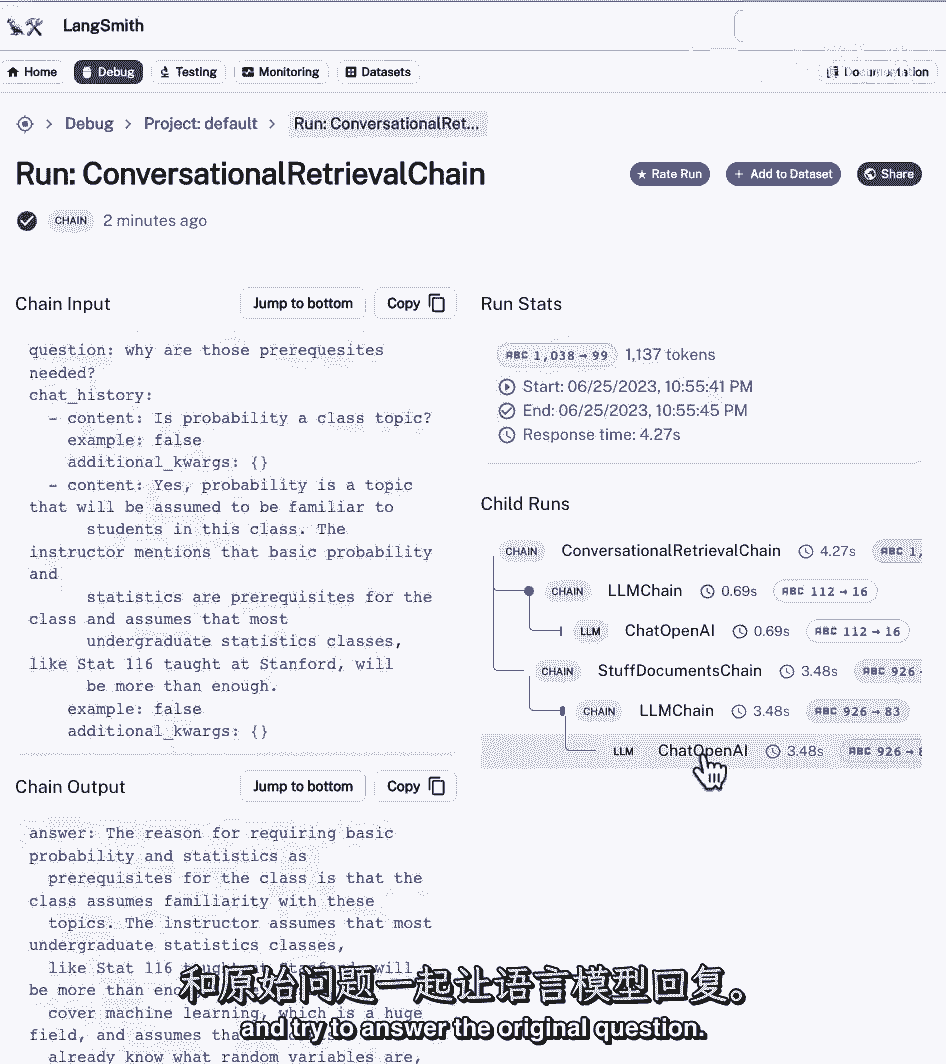 LangSmith
Home
Debug
Testing
Monitoring
Datasets
Documentation
Debug
Project: default
Run: ConversationalRet...
Run: ConversationalRetrievalChain
Rate Run
+ Add to Dataset
Share
CHAIN 2 minutes ago
Chain Input
Jump to bottom
Copy
question: why are those prerequesites
needed?
chat_history:
- content: Is probability a class topic?
example: false
additional_kwargs: {}
- content: Yes, probability is a topic
that will be assumed to be familiar to
students in this class. The
instructor mentions that basic probability
and
statistics are prerequisites for the
class and assumes that most
undergraduate statistics classes,
like Stat 116 taught at Stanford, will
be more than enough.
example: false
additional_kwargs: {}
Chain Output
Jump to bottom
Copy
answer: The reason for requiring basic
probability and statistics as
prerequisites for the class is that the
class assumes familiarity with these
topics. The instructor assumes that most
undergraduate statistics classes,
like Stat 116 taught at Stanford, will
be more
cover machine learning, which is a huge
field, and assumes
already know what random variables are,
Run Stats
ABC 1,038 → 99 1,137 tokens
Start: 06/25/2023, 10:55:41 PM
End: 06/25/2023, 10:55:45 PM
Response time: 4.27s
Child Runs
CHAIN ConversationalRetrievalChain 4.27s ABC 1,
CHAIN LLMChain 0.69s ABC 112 → 16
LLM ChatOpenAI 0.69s ABC 112 → 16
CHAIN StuffDocumentsChain 3.48s ABC 926
CHAIN LLMChain 3.48s ABC 926 → 83
LLM ChatOpenAI 3.48s ABC 926 → 8
和原始问题一起让语言模型回复。
and try to answer the original question.